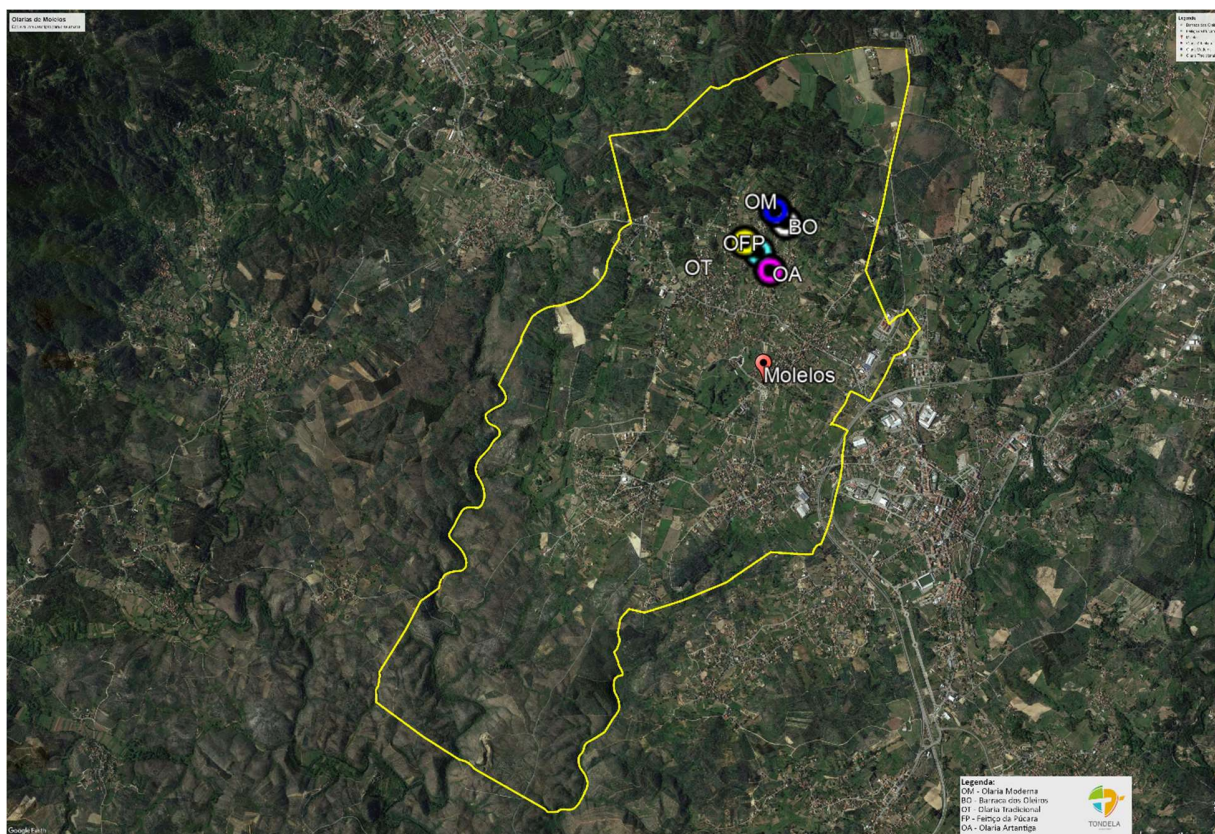 Olarias de Molelos
Legenda
OM
BO
OFP
OT
OA
Molelos
Legenda:
OM - Olaria Moderna
BO - Barraca dos Oleiros
OT - Olaria Tradicional
FP - Feitiço da Púcara
OA - Olaria Artantiga
TONDELA
Google Earth